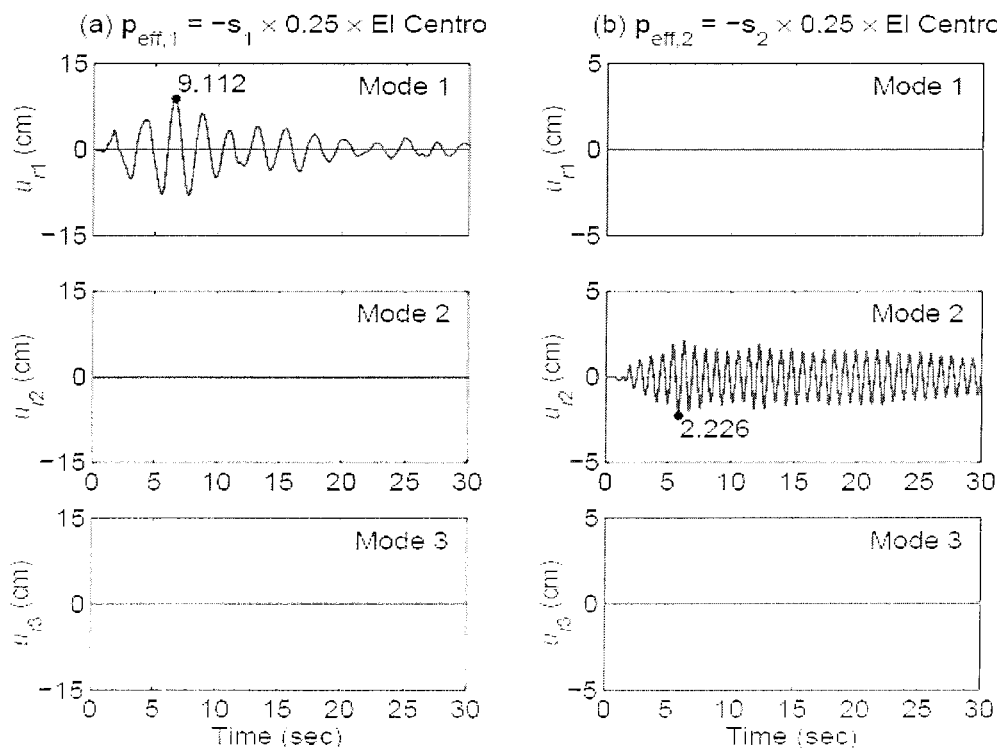 (a) p_eff,1 = −s_1 × 0.25 × El Centro
15
9.112
Mode 1
0
−15
u_r1 (cm)
15
Mode 2
0
−15
u_r2 (cm)
0 5 10 15 20 25 30
15
Mode 3
0
−15
u_r3 (cm)
0 5 10 15 20 25 30
Time (sec)
(b) p_eff,2 = −s_2 × 0.25 × El Centro
5
Mode 1
0
−5
u_r1 (cm)
5
Mode 2
0
2.226
−5
u_r2 (cm)
0 5 10 15 20 25 30
5
Mode 3
0
−5
u_r3 (cm)
0 5 10 15 20 25 30
Time (sec)